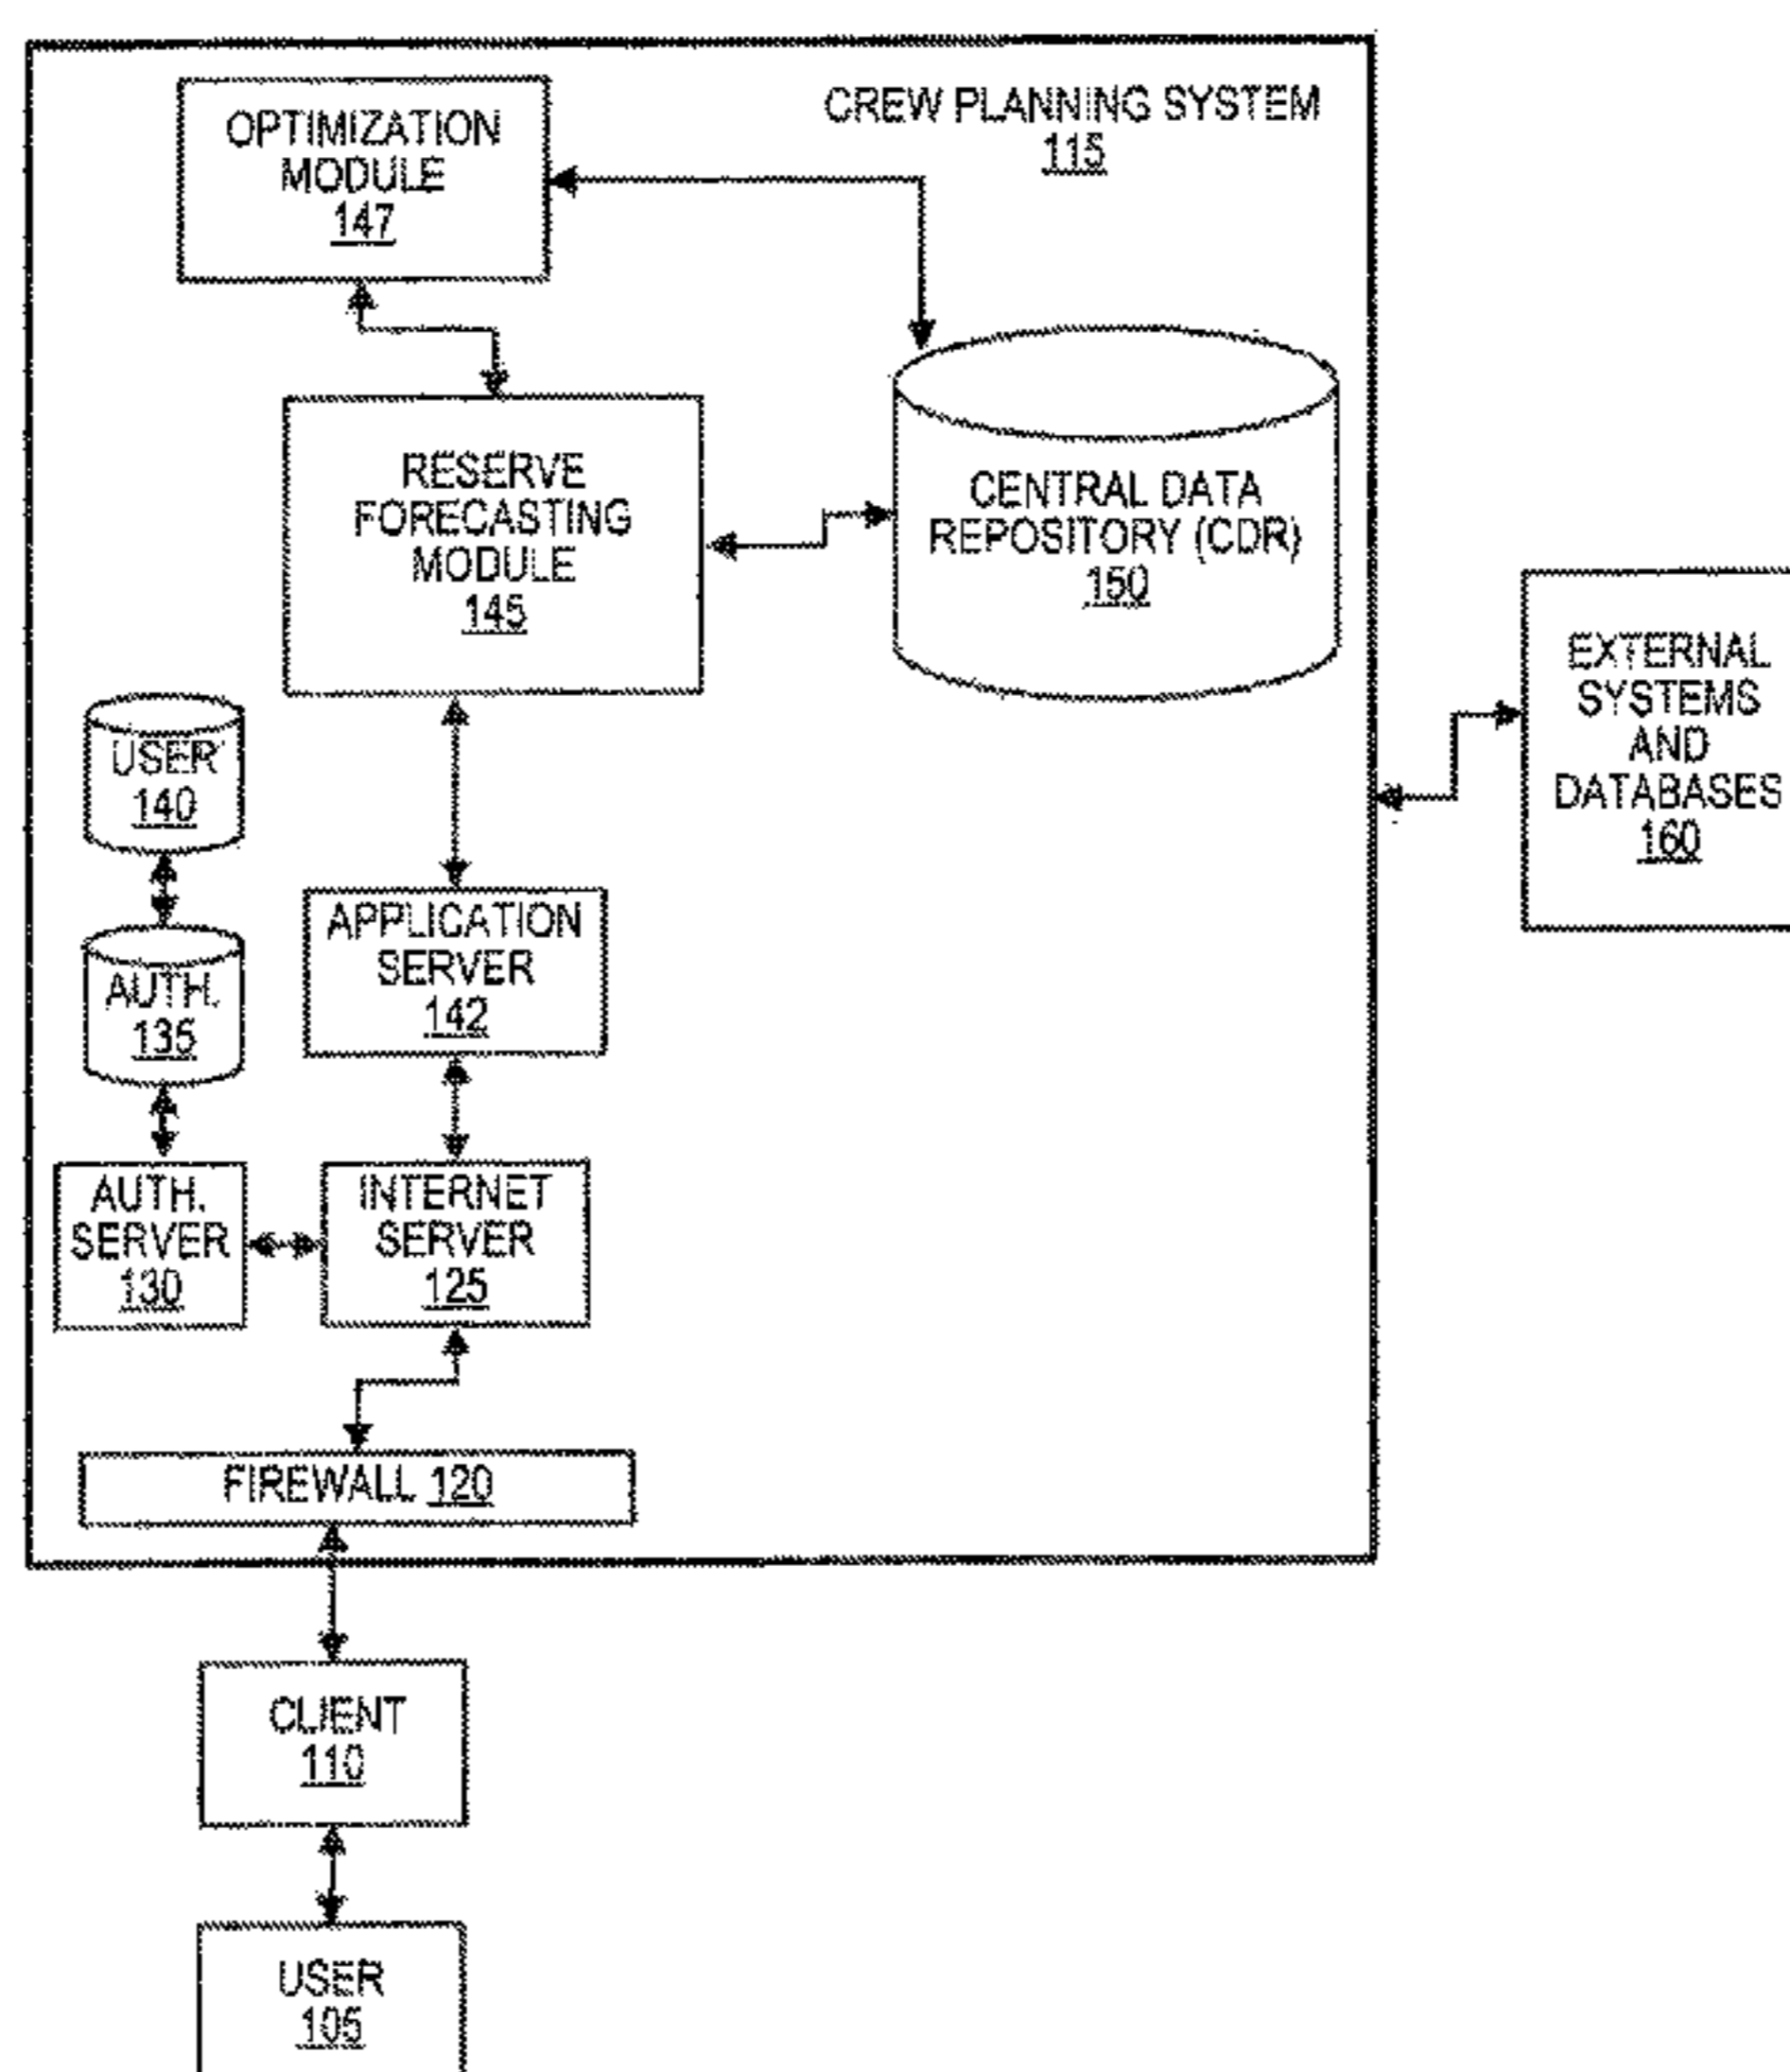 CREW PLANNING SYSTEM
115
OPTIMIZATION
MODULE
147
RESERVE
FORECASTING
MODULE
145
CENTRAL DATA
REPOSITORY (CDR)
150
EXTERNAL
SYSTEMS
AND
DATABASES
160
USER
140
AUTH.
135
APPLICATION
SERVER
142
AUTH.
SERVER
130
INTERNET
SERVER
125
FIREWALL 120
CLIENT
110
USER
105